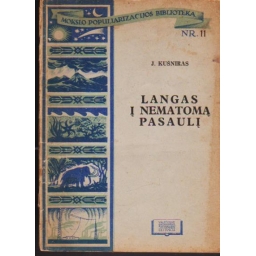 MOKSLO POPULIARIZACIJOS BIBLIOTEKA
NR. 11
J. KUŠNIRAS
LANGAS
Į NEMATOMĄ
PASAULĮ